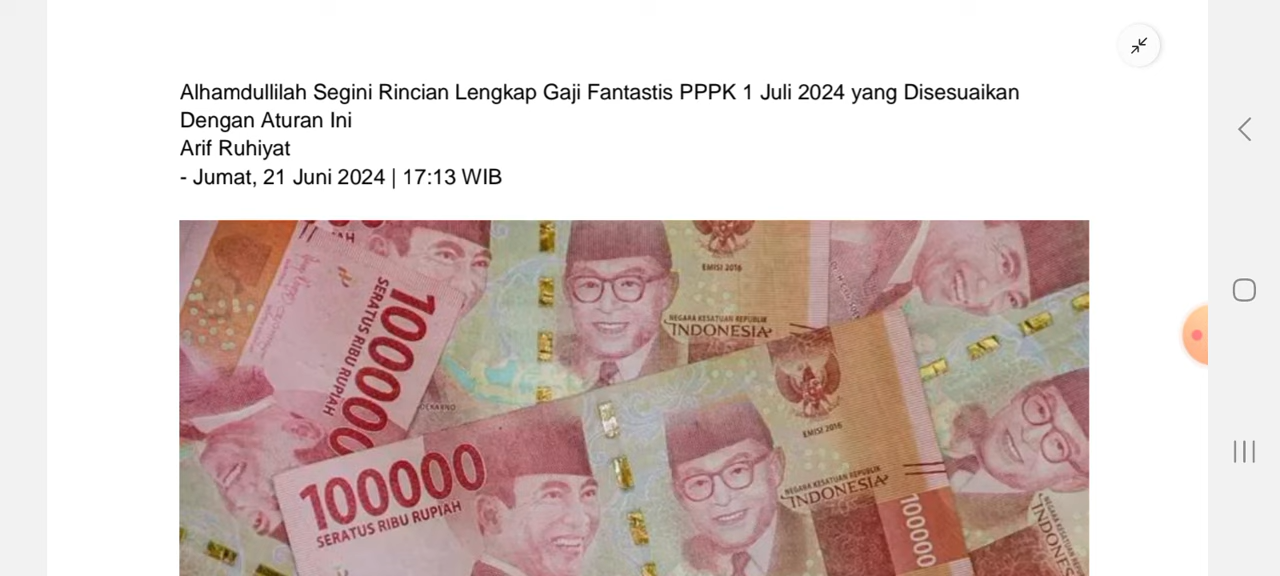 Alhamdullilah Segini Rincian Lengkap Gaji Fantastis PPPK 1 Juli 2024 yang Disesuaikan
Dengan Aturan Ini
Arif Ruhiyat
- Jumat, 21 Juni 2024 | 17:13 WIB
EMISI 2016
NEGARA KESATUAN REPUBLIK
INDONESIA
100000
SERATUS RIBU RUPIAH
EMISI 2016
NEGARA KESATUAN REPUBLIK
INDONESIA
100000
SERATUS RIBU RUPIAH
100000